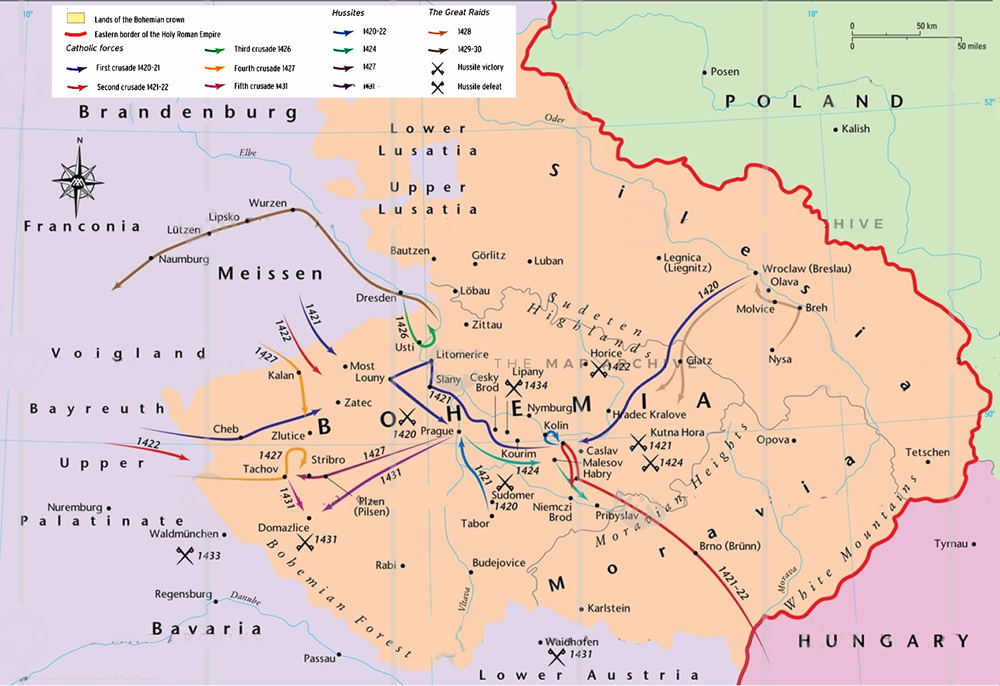 10°
Lands of the Bohemian crown
Eastern border of the Holy Roman Empire
Catholic forces
First crusade 1420-21
Second crusade 1421-22
Third crusade 1426
Fourth crusade 1427
Fifth crusade 1431
Hussites
1420-22
1424
1427
1431
The Great Raids
1428
1429-30
Hussite victory
Hussite defeat
18°
0 50 km
0 50 miles
Posen
POLAND
52°
Kalish
Brandenburg
Lower
Lusatia
Oder
N
Elbe
Upper
Lusatia
Silesia
Wurzen
Lipsko
Lützen
Naumburg
Franconia
THE MAP ARCHIVE
Meissen
Bautzen
Görlitz
Luban
Legnica
(Liegnitz)
Wroclaw (Breslau)
Olava
Molvice
Breh
1420
Dresden
Löbau
Zittau
Sudeten
Highlands
1421
1422
1426
Usti
Nysa
Voigland
1427
Kalan
Most
Louny
Litomerice
Slany
1421
THE MAP ARCHIVE
Cesky
Brod
Lipany
1434
Horice
1422
Glatz
Bayreuth
Zatec
BOHEMIA
1420
Prague
Nymburg
Kolin
Hradec Kralove
50°
Cheb
Zlutice
1422
Kourim
Caslav
Malesov
Habry
Kutna Hora
1421
1424
Opova
Tetschen
Upper
Palatinate
1427
Tachov
Stribro
1427
1431
1431
Plzen
(Pilsen)
1421
1424
Sudomer
1420
Tabor
Niemczi
Brod
Pribyslav
Moravian Heights
Nuremburg
Waldmünchen
1433
Domazlice
1431
Bohemian Forest
Rabi
Budejovice
Moravia
Brno (Brünn)
1421-22
White Mountains
Tyrnau
Regensburg
Danube
Vltava
Morava
Karlstein
Bavaria
ARCHIVE
Passau
Waidhofen
1431
HUNGARY
Lower Austria